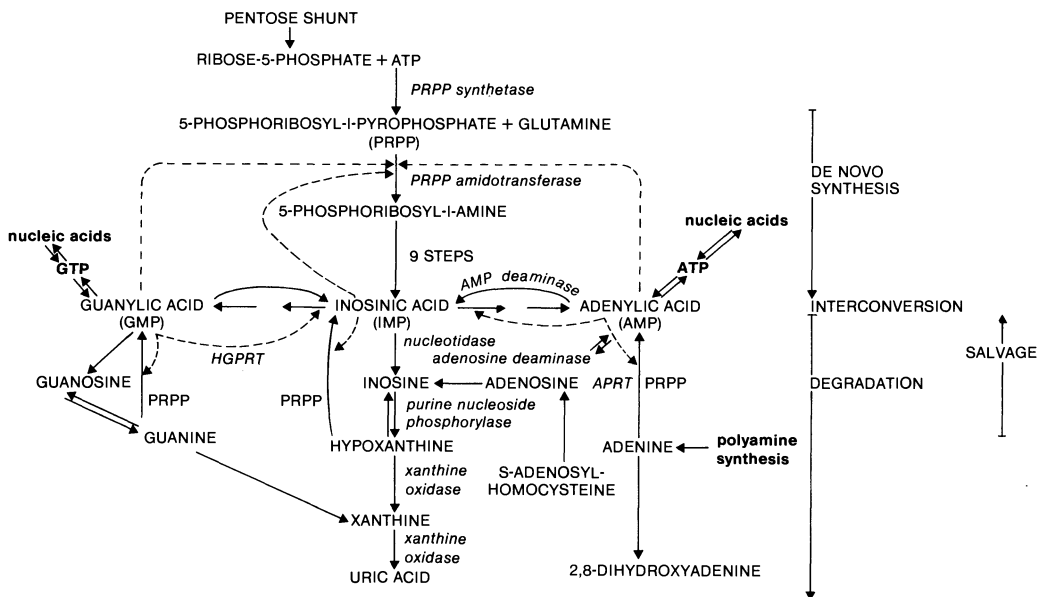 PENTOSE SHUNT
RIBOSE-5-PHOSPHATE + ATP
PRPP synthetase
5-PHOSPHORIBOSYL-I-PYROPHOSPHATE + GLUTAMINE
(PRPP)
PRPP amidotransferase
DE NOVO
SYNTHESIS
5-PHOSPHORIBOSYL-I-AMINE
nucleic acids
nucleic acids
9 STEPS
GTP
ATP
AMP deaminase
GUANYLIC ACID
(GMP)
INOSINIC ACID
(IMP)
ADENYLIC ACID
(AMP)
INTERCONVERSION
HGPRT
nucleotidase
adenosine deaminase
SALVAGE
GUANOSINE
PRPP
PRPP
INOSINE
ADENOSINE
APRT
PRPP
DEGRADATION
purine nucleoside
phosphorylase
GUANINE
HYPOXANTHINE
ADENINE
polyamine
synthesis
xanthine
oxidase
S-ADENOSYL-
HOMOCYSTEINE
XANTHINE
xanthine
oxidase
URIC ACID
2,8-DIHYDROXYADENINE